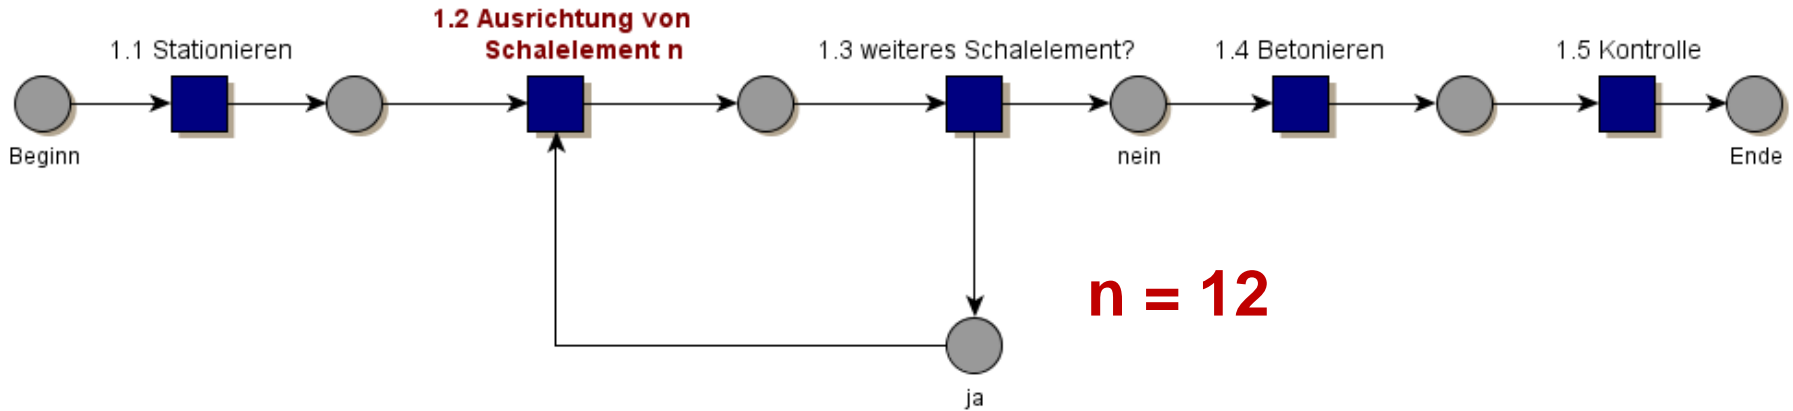 1.1 Stationieren
1.2 Ausrichtung von
Schalelement n
1.3 weiteres Schalelement?
1.4 Betonieren
1.5 Kontrolle
Beginn
nein
Ende
n = 12
ja